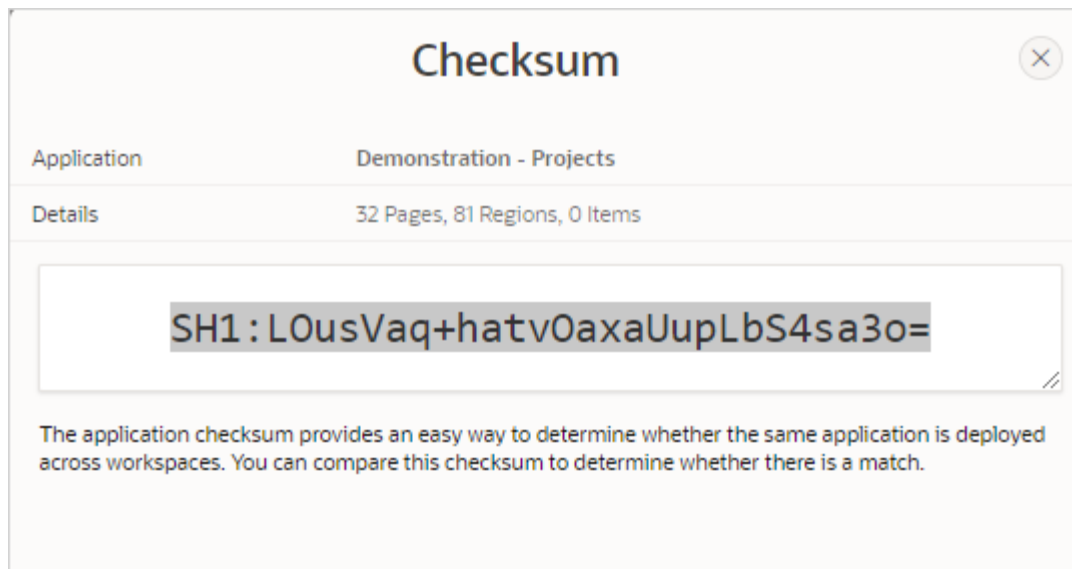 Checksum
Application Demonstration - Projects
Details 32 Pages, 81 Regions, 0 Items
SH1:LOusVaq+hatvOaxaUupLbS4sa3o=
The application checksum provides an easy way to determine whether the same application is deployed
across workspaces. You can compare this checksum to determine whether there is a match.